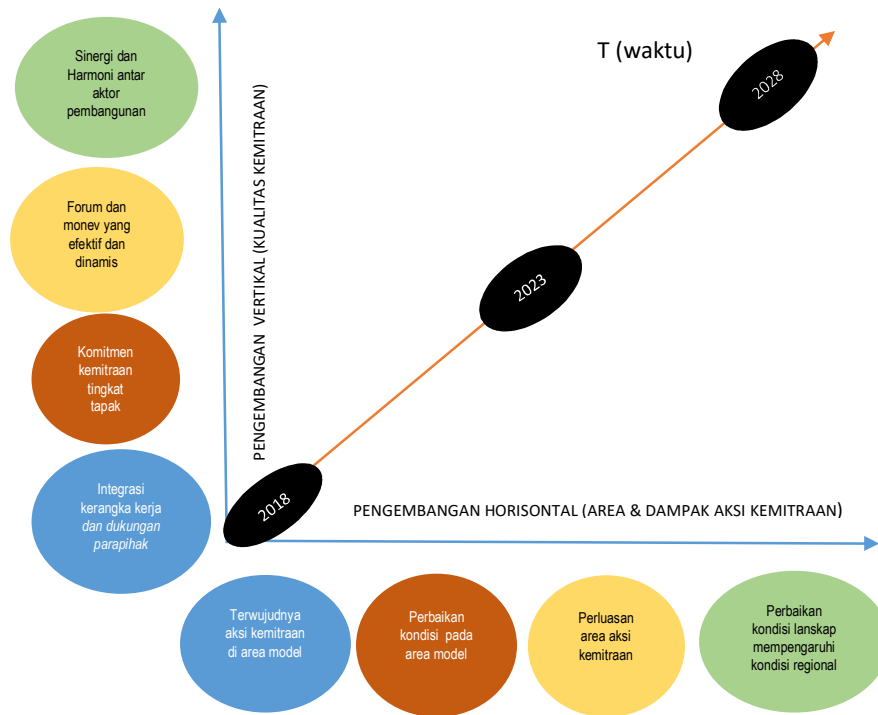 Sinergi dan
Harmoni antar
aktor
pembangunan
Forum dan
monev yang
efektif dan
dinamis
Komitmen
kemitraan
tingkat
tapak
Integrasi
kerangka kerja
dan dukungan
parapihak
PENGEMBANGAN VERTIKAL (KUALITAS KEMITRAAN)
T (waktu)
2028
2023
2018
PENGEMBANGAN HORISONTAL (AREA & DAMPAK AKSI KEMITRAAN)
Terwujudnya
aksi kemitraan
di area model
Perbaikan
kondisi pada
area model
Perluasan
area aksi
kemitraan
Perbaikan
kondisi lanskap
mempengaruhi
kondisi regional